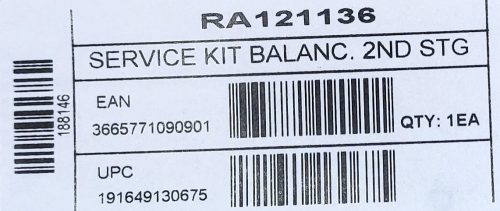 RA121136
SERVICE KIT BALANC. 2ND STG
188146
EAN
3665771090901
QTY: 1EA
UPC
191649130675